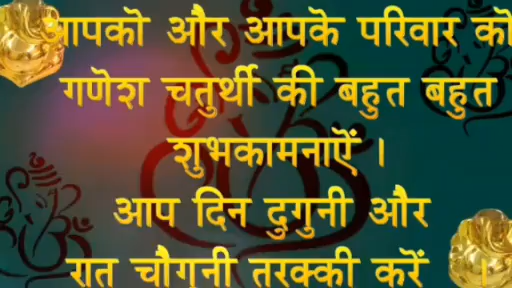 आपको और आपके परिवार को
गणेश चतुर्थी की बहुत बहुत
शुभकामनाऐं ।
आप दिन दुगुनी और
रात चौगुनी तरक्की करें ।